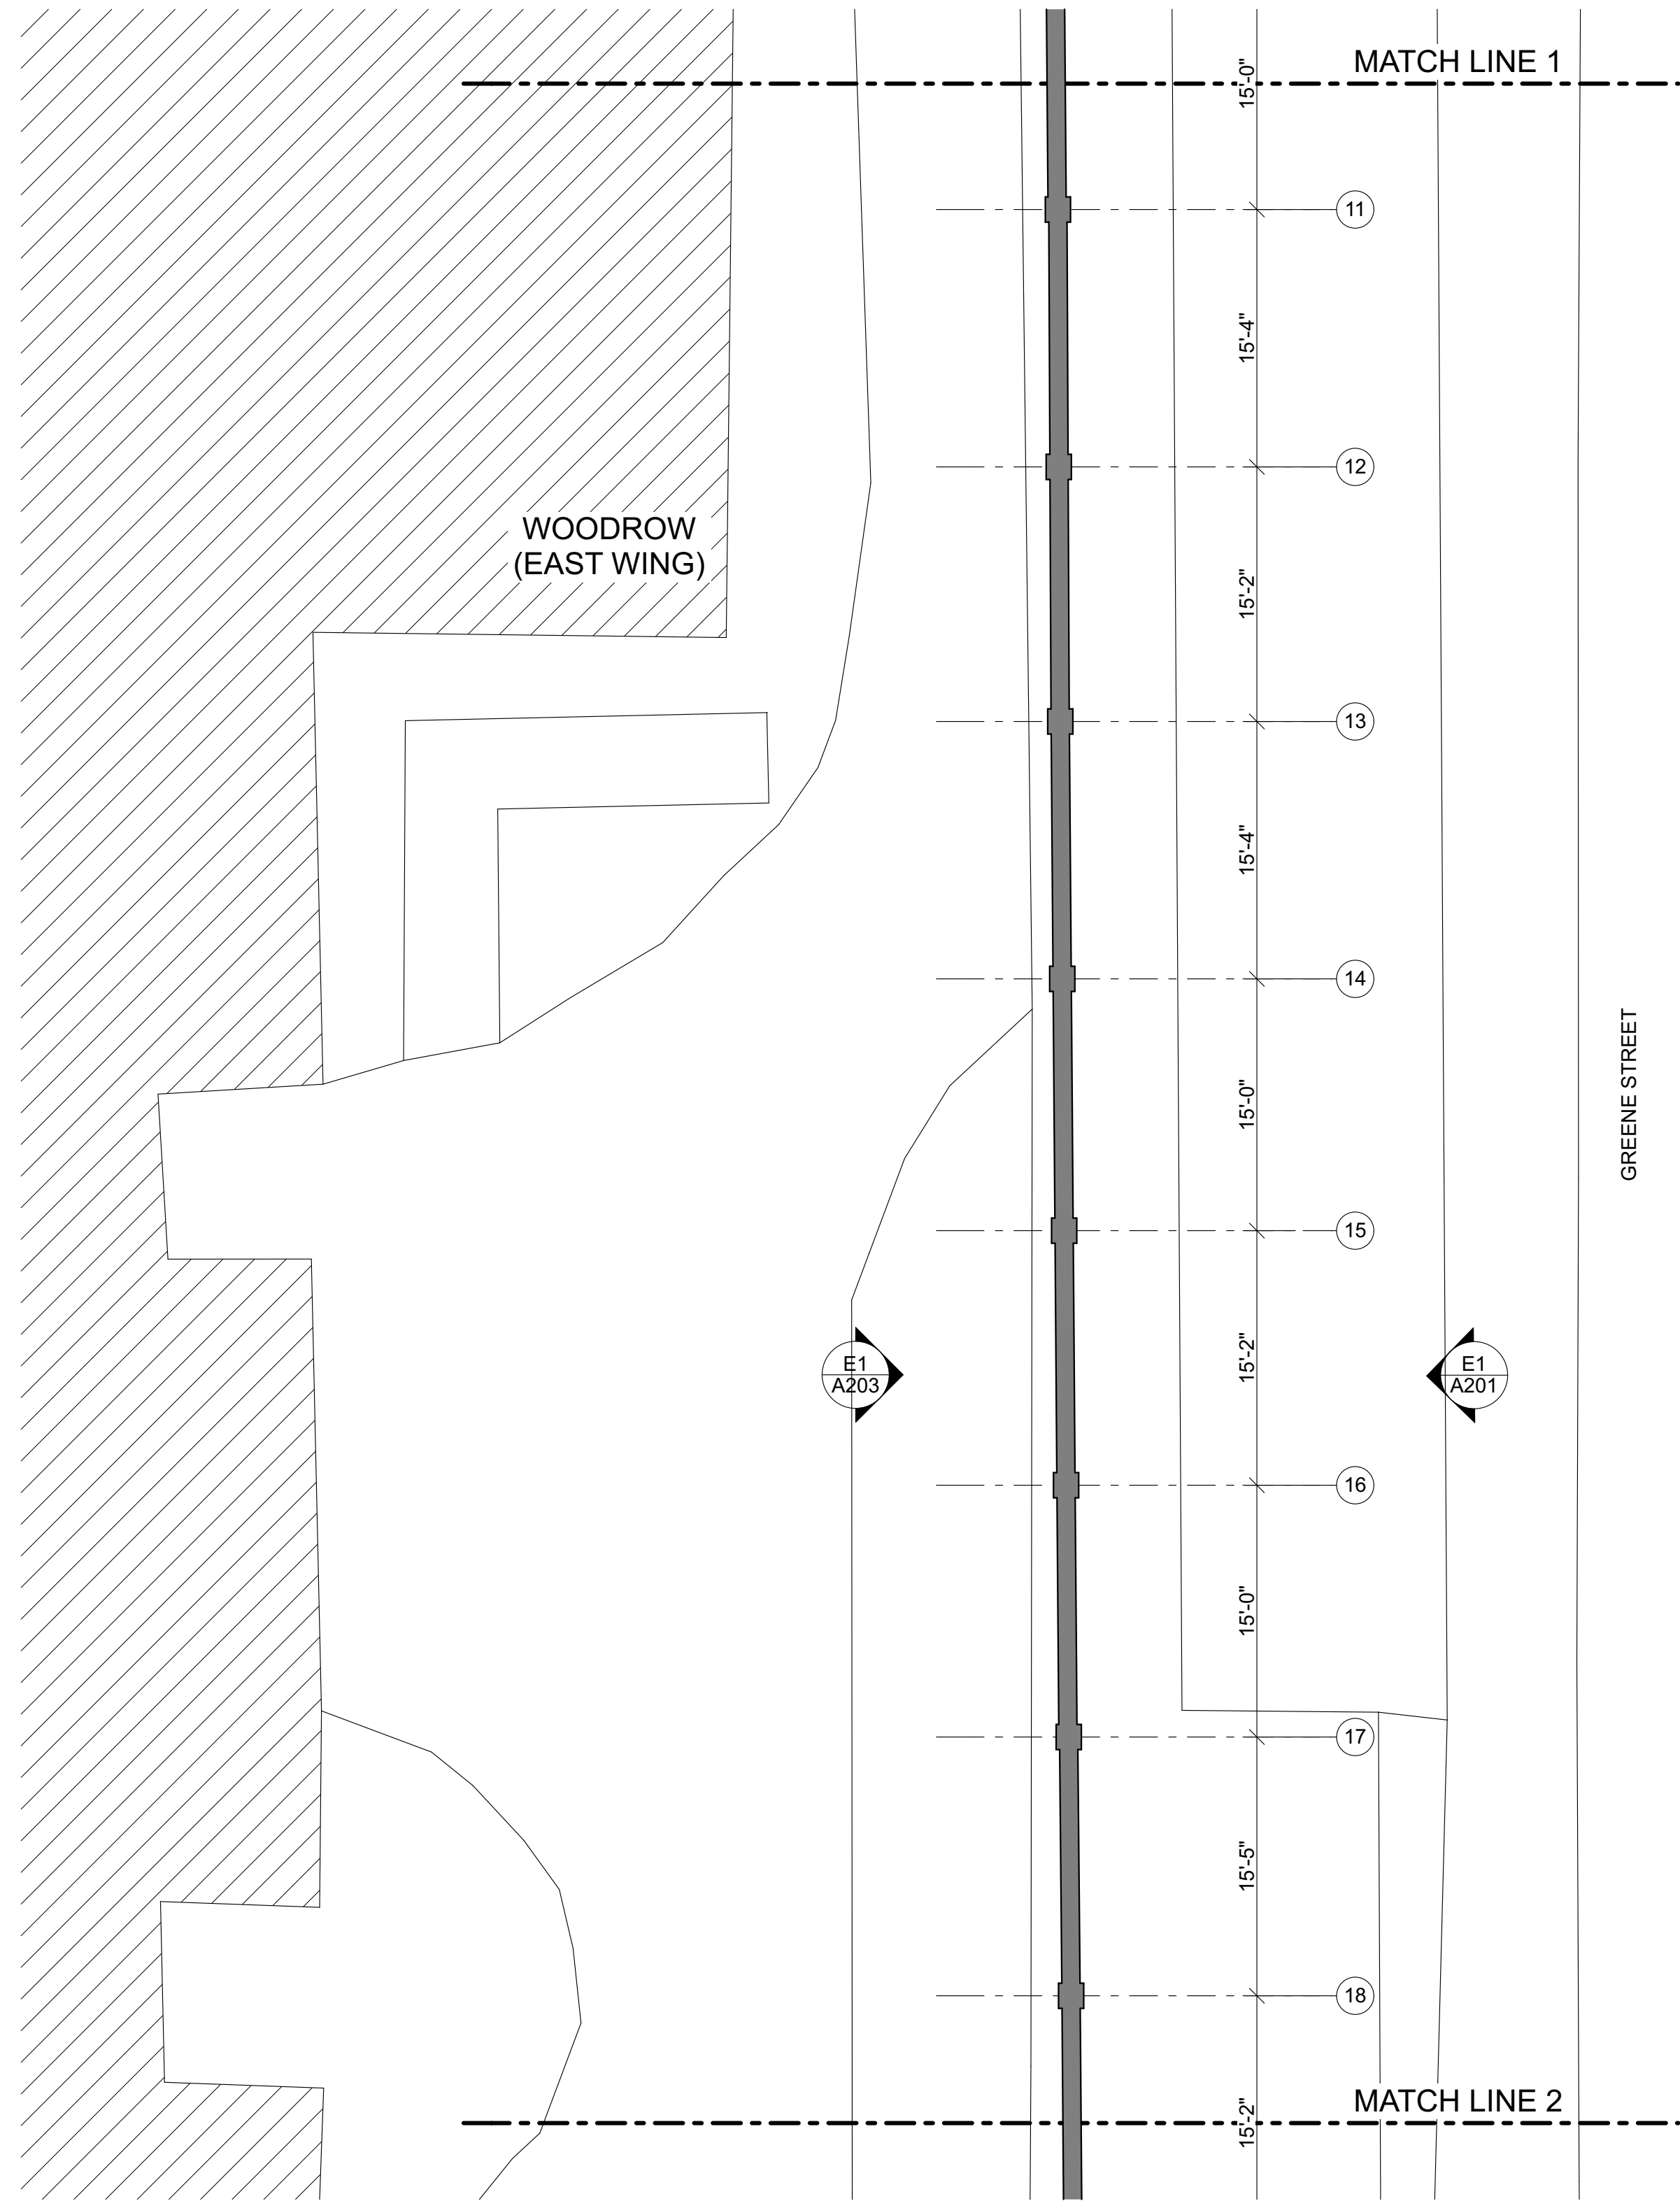 MATCH LINE 1
15'-0"
11
15'-4"
12
WOODROW
(EAST WING)
15'-2"
13
15'-4"
14
15'-0"
GREENE STREET
15
15'-2"
E1
A203
E1
A201
16
15'-0"
17
15'-5"
18
MATCH LINE 2
15'-2"